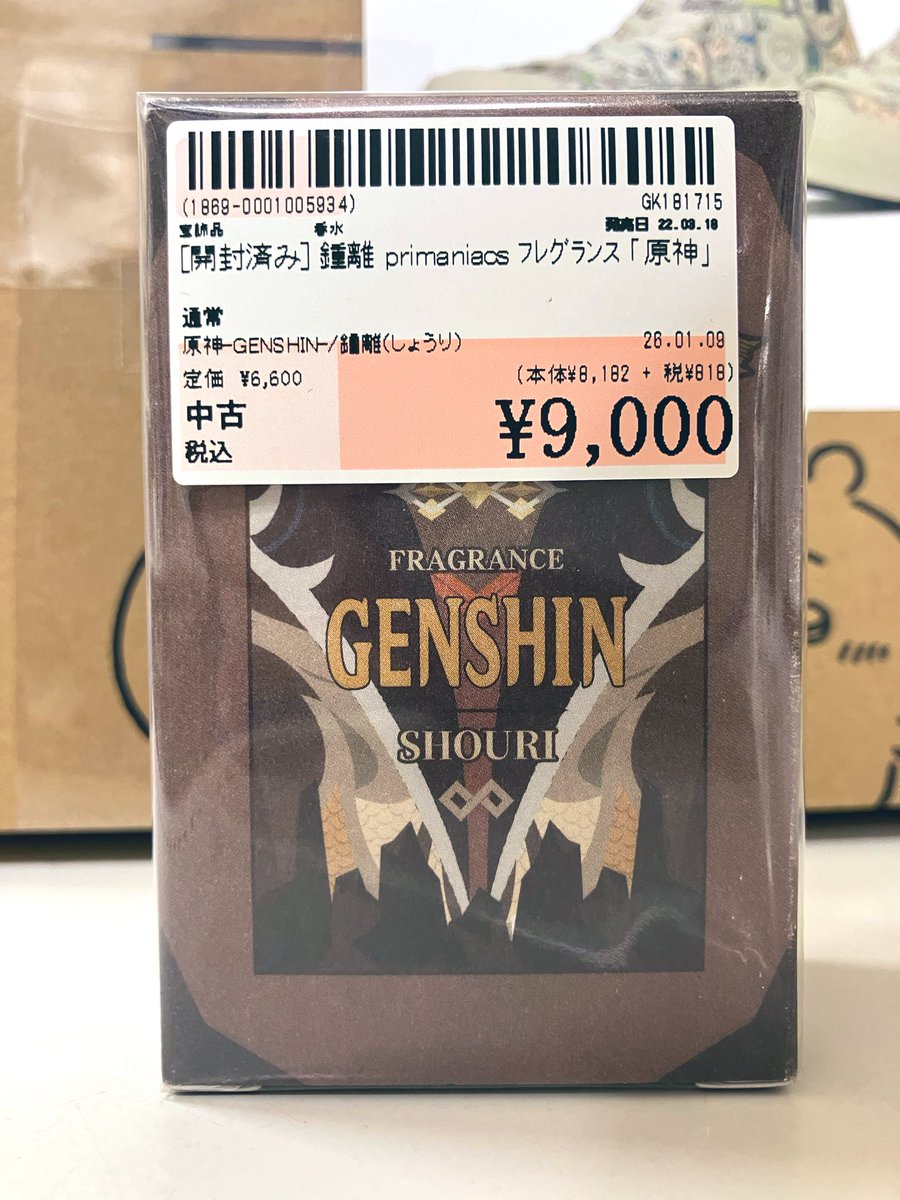 (1869-0001005934)
GK181715
宝飾品 香水 発売日 22.03.18
[開封済み] 鍾離 primaniacs フレグランス「原神」
通常
原神-GENSHIN-/鍾離(しょうり) 26.01.09
定価 ¥6,600 (本体¥8,182 + 税¥818)
中古
税込
¥9,000
FRAGRANCE
GENSHIN
SHOURI